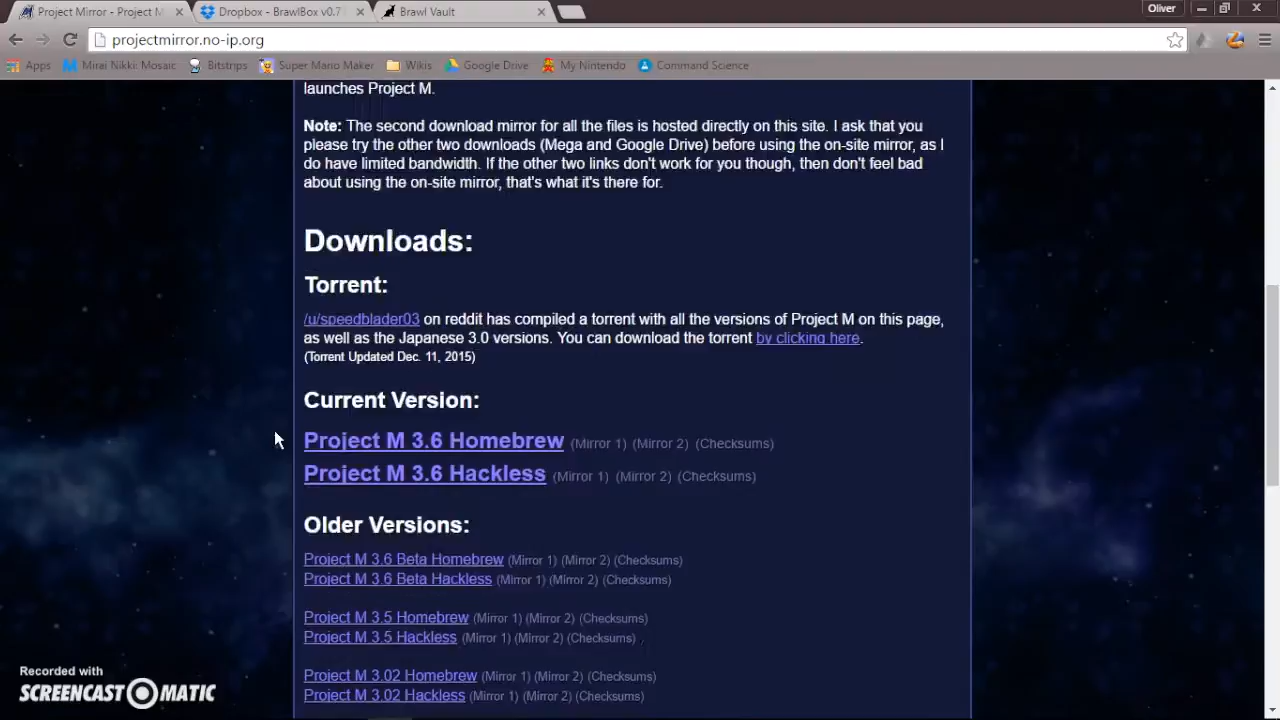 Project Mirror - Project M
Dropbox - BrawlBox v0.7
Brawl Vault
Oliver
projectmirror.no-ip.org
Apps
Mirai Nikki: Mosaic
Bitstrips
Super Mario Maker
Wikis
Google Drive
My Nintendo
Command Science
launches Project M.
Note: The second download mirror for all the files is hosted directly on this site. I ask that you
please try the other two downloads (Mega and Google Drive) before using the on-site mirror, as I
do have limited bandwidth. If the other two links don't work for you though, then don't feel bad
about using the on-site mirror, that's what it's there for.
Downloads:
Torrent:
/u/speedblader03 on reddit has compiled a torrent with all the versions of Project M on this page,
as well as the Japanese 3.0 versions. You can download the torrent by clicking here.
(Torrent Updated Dec. 11, 2015)
Current Version:
Project M 3.6 Homebrew (Mirror 1) (Mirror 2) (Checksums)
Project M 3.6 Hackless (Mirror 1) (Mirror 2) (Checksums)
Older Versions:
Project M 3.6 Beta Homebrew (Mirror 1) (Mirror 2) (Checksums)
Project M 3.6 Beta Hackless (Mirror 1) (Mirror 2) (Checksums)
Project M 3.5 Homebrew (Mirror 1) (Mirror 2) (Checksums)
Project M 3.5 Hackless (Mirror 1) (Mirror 2) (Checksums)
Project M 3.02 Homebrew (Mirror 1) (Mirror 2) (Checksums)
Project M 3.02 Hackless (Mirror 1) (Mirror 2) (Checksums)
Recorded with
SCREENCAST-O-MATIC